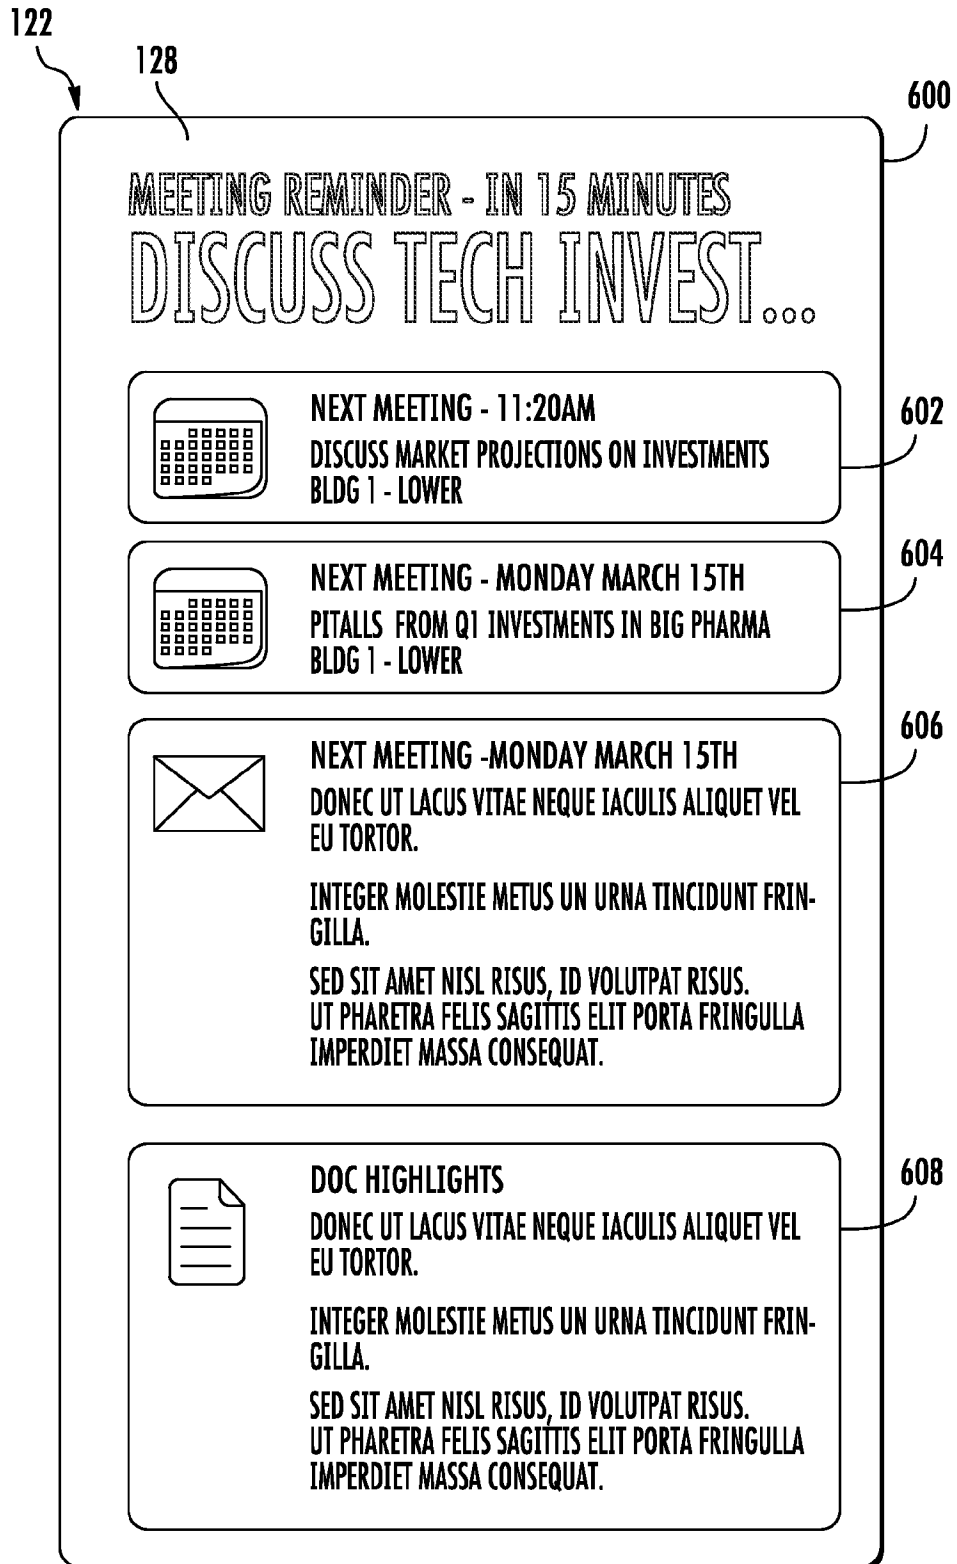 122
128
600
MEETING REMINDER - IN 15 MINUTES
DISCUSS TECH INVEST...
NEXT MEETING - 11:20AM
602
DISCUSS MARKET PROJECTIONS ON INVESTMENTS
BLDG 1 - LOWER
604
NEXT MEETING - MONDAY MARCH 15TH
PITALLS FROM Q1 INVESTMENTS IN BIG PHARMA
BLDG 1 - LOWER
606
NEXT MEETING -MONDAY MARCH 15TH
DONEC UT LACUS VITAE NEQUE IACULIS ALIQUET VEL
EU TORTOR.
INTEGER MOLESTIE METUS UN URNA TINCIDUNT FRIN-
GILLA.
SED SIT AMET NISL RISUS, ID VOLUTPAT RISUS.
UT PHARETRA FELIS SAGITTIS ELIT PORTA FRINGULLA
IMPERDIET MASSA CONSEQUAT.
608
DOC HIGHLIGHTS
DONEC UT LACUS VITAE NEQUE IACULIS ALIQUET VEL
EU TORTOR.
INTEGER MOLESTIE METUS UN URNA TINCIDUNT FRIN-
GILLA.
SED SIT AMET NISL RISUS, ID VOLUTPAT RISUS.
UT PHARETRA FELIS SAGITTIS ELIT PORTA FRINGULLA
IMPERDIET MASSA CONSEQUAT.